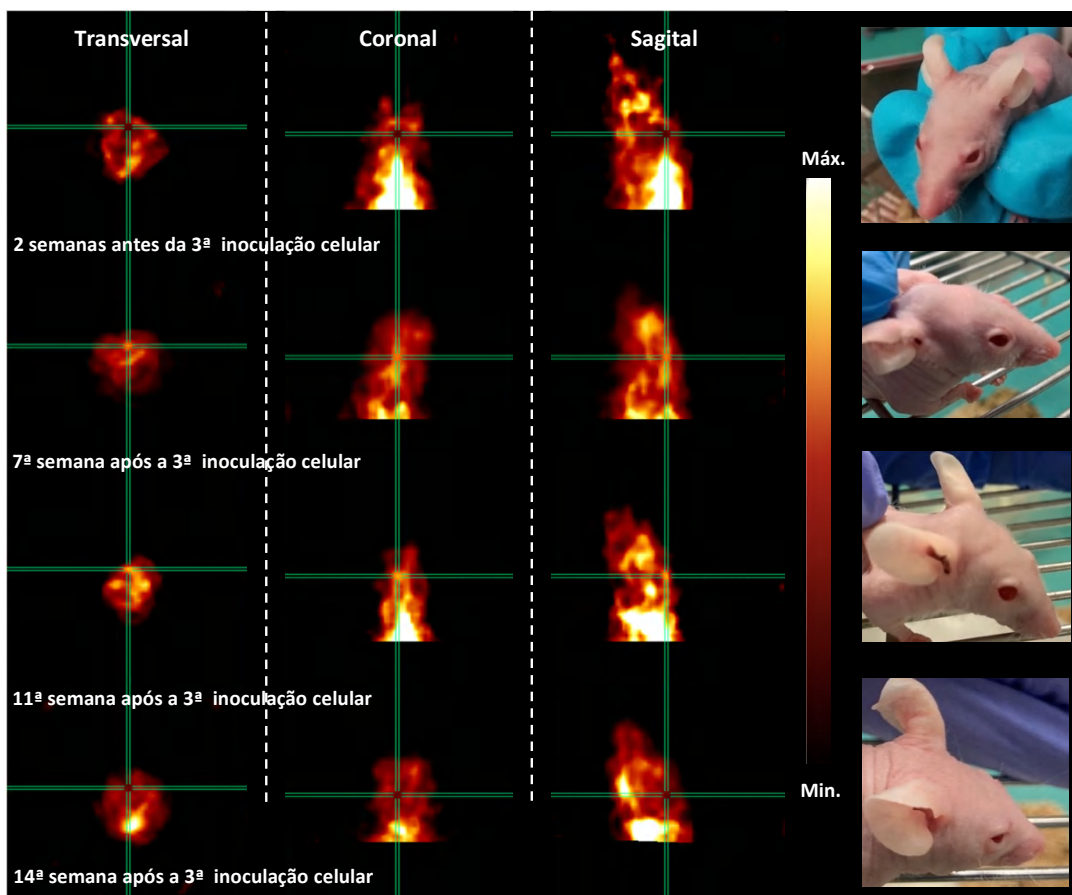 Transversal
Coronal
Sagital
Máx.
2 semanas antes da 3ª inoculação celular
7ª semana após a 3ª inoculação celular
11ª semana após a 3ª inoculação celular
Min.
14ª semana após a 3ª inoculação celular